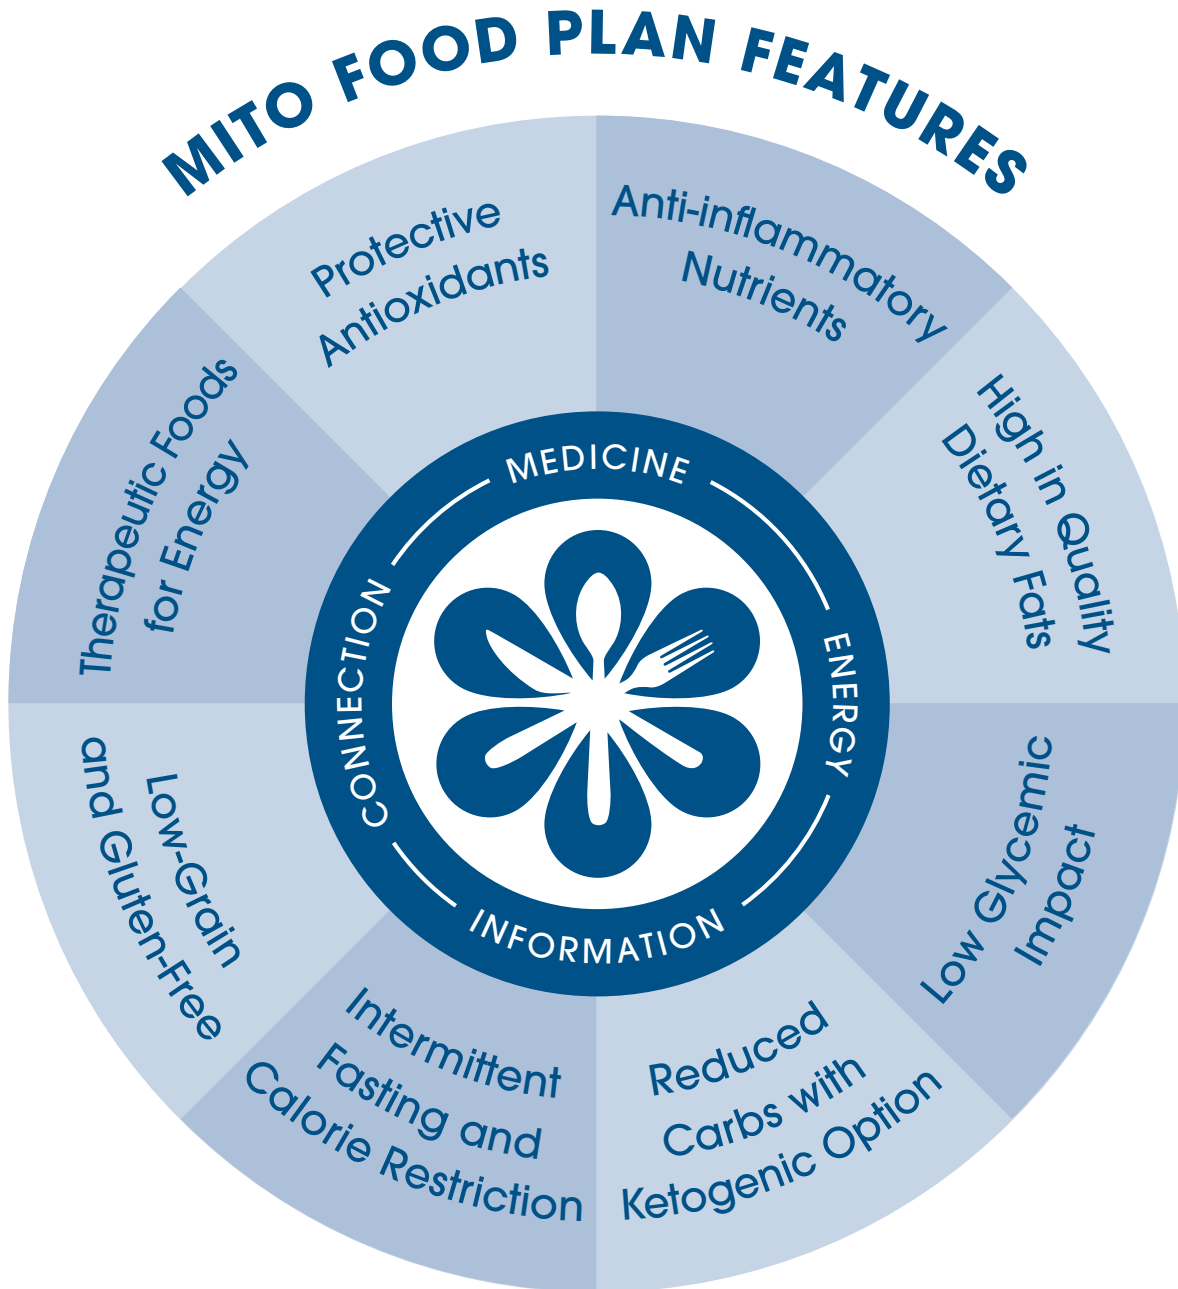 MITO FOOD PLAN FEATURES
Anti-inflammatory
Nutrients
High in Quality
Dietary Fats
Low Glycemic
Impact
Reduced
Carbs with
Ketogenic Option
Intermittent
Fasting and
Calorie Restriction
Low-Grain
and Gluten-Free
Therapeutic Foods
for Energy
Protective
Antioxidants
MEDICINE
ENERGY
INFORMATION
CONNECTION